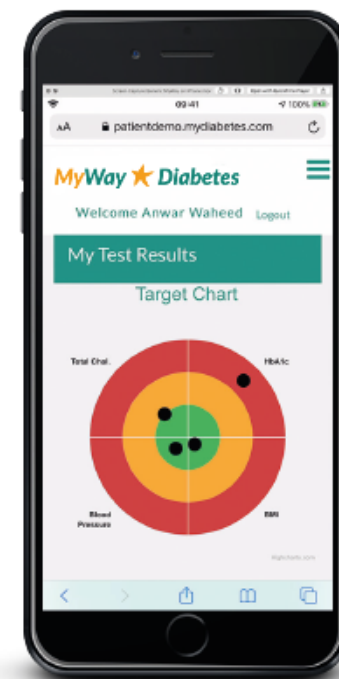 09:41
100%
AA patientdemo.mydiabetes.com
MyWay Diabetes
Welcome Anwar Waheed Logout
My Test Results
Target Chart
Total Chol. HbA1c
Blood BMI
Pressure